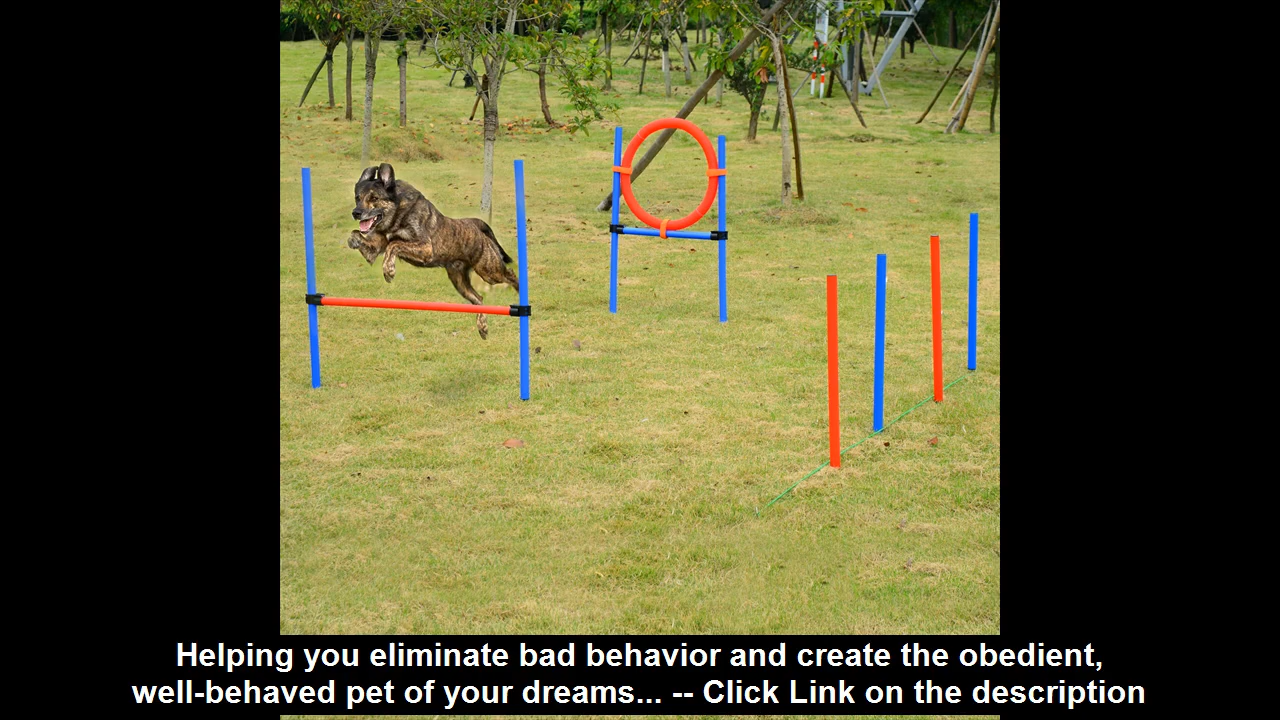 Helping you eliminate bad behavior and create the obedient,
well-behaved pet of your dreams... -- Click Link on the description